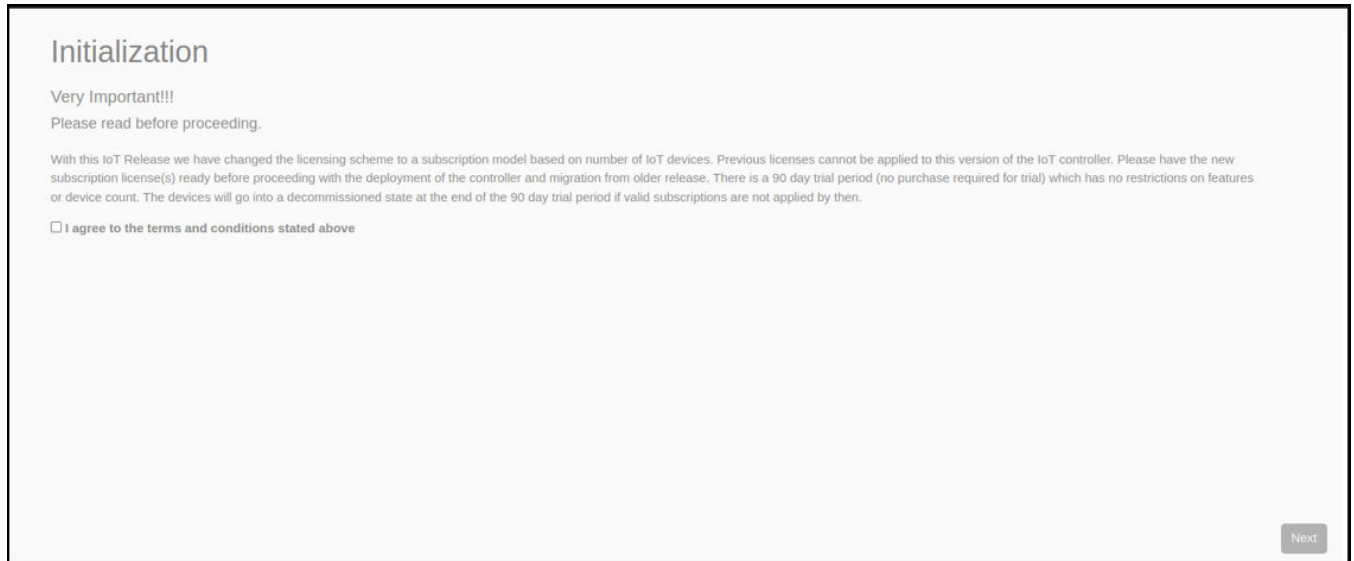 Initialization
Very Important!!!
Please read before proceeding.
With this IoT Release we have changed the licensing scheme to a subscription model based on number of IoT devices. Previous licenses cannot be applied to this version of the IoT controller. Please have the new
subscription license(s) ready before proceeding with the deployment of the controller and migration from older release. There is a 90 day trial period (no purchase required for trial) which has no restrictions on features
or device count. The devices will go into a decommissioned state at the end of the 90 day trial period if valid subscriptions are not applied by then.
I agree to the terms and conditions stated above
Next